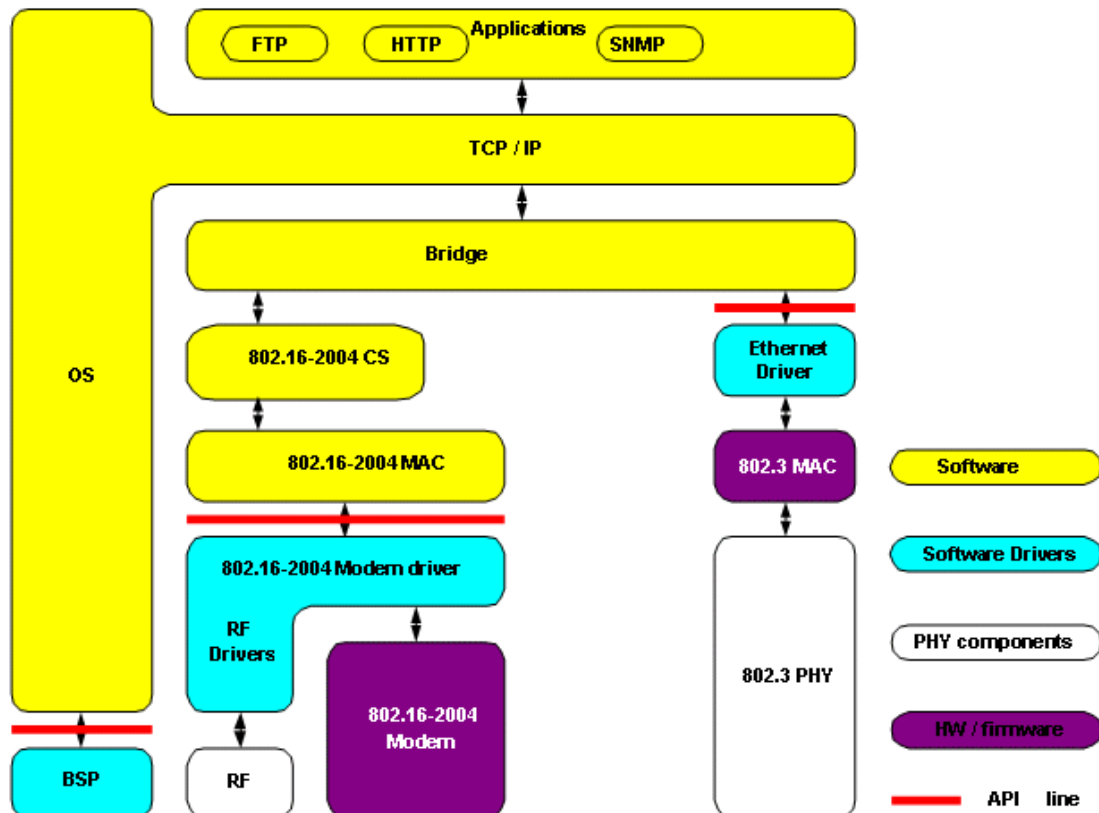 Applications
FTP
HTTP
SNMP
TCP / IP
Bridge
OS
802.16-2004 CS
Ethernet
Driver
802.16-2004 MAC
802.3 MAC
802.16-2004 Modern driver
RF
Drivers
802.16-2004
Modern
802.3 PHY
BSP
RF
Software
Software Drivers
PHY components
HW / firmware
API line